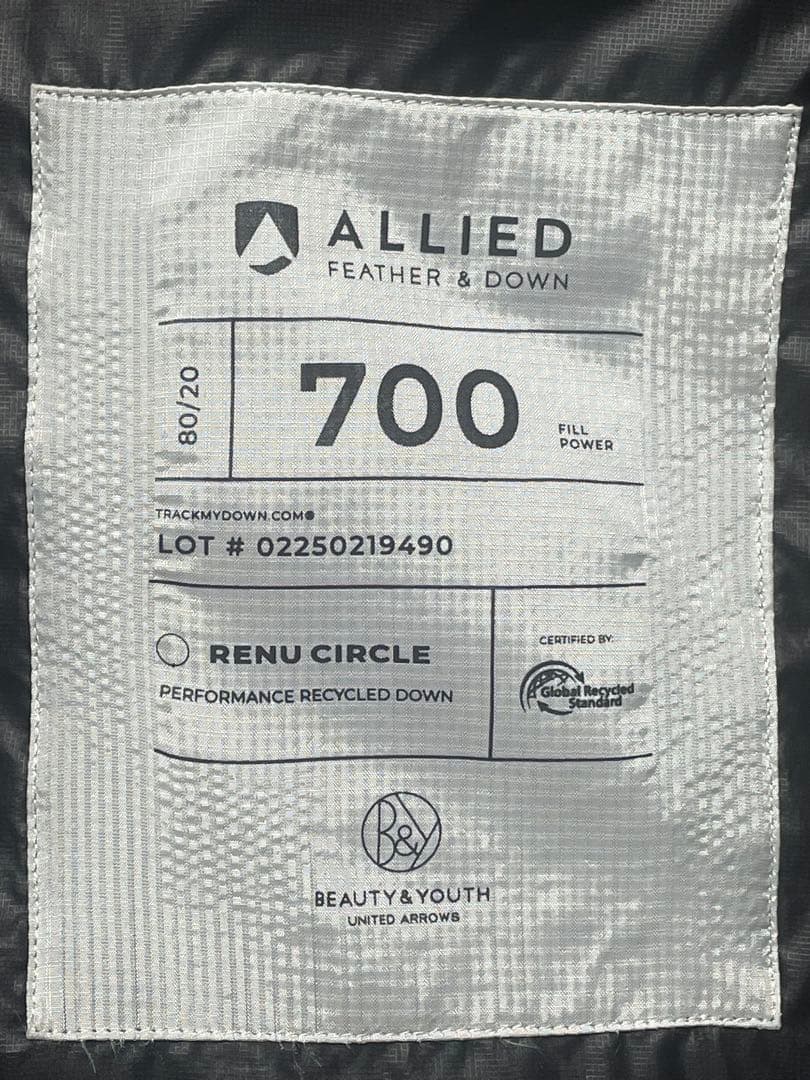 ALLIED
FEATHER & DOWN
80/20
700
FILL
POWER
TRACKMYDOWN.COM®
LOT # 02250219490
RENU CIRCLE
PERFORMANCE RECYCLED DOWN
CERTIFIED BY:
Global Recycled
Standard
B&Y
BEAUTY&YOUTH
UNITED ARROWS